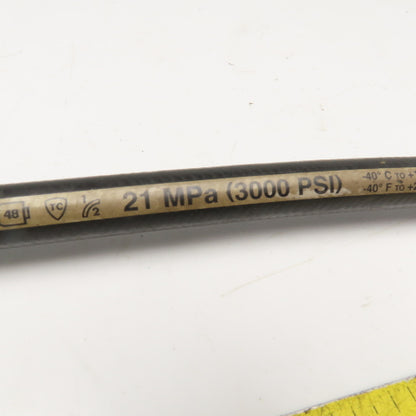 48 TC 1/2 21 MPa (3000 PSI)
-40° C TO +
-40° F TO +